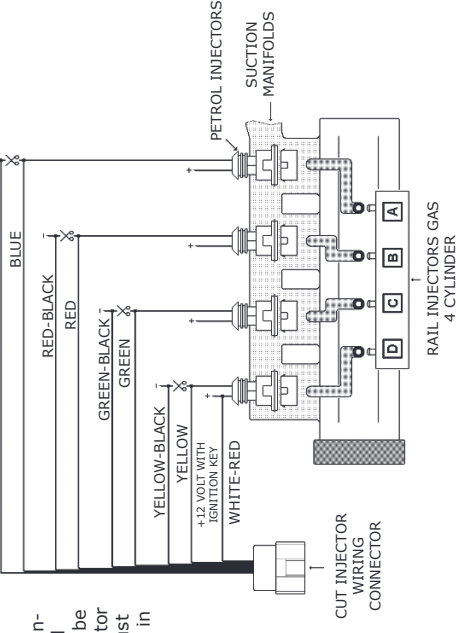 n-
l
be
tor
ust
in
BLUE
RED-BLACK
RED
GREEN-BLACK
GREEN
YELLOW-BLACK
YELLOW
+12 VOLT WITH
IGNITION KEY
WHITE-RED
PETROL INJECTORS
SUCTION
MANIFOLDS
A
B
C
D
RAIL INJECTORS GAS
4 CYLINDER
CUT INJECTOR
WIRING
CONNECTOR